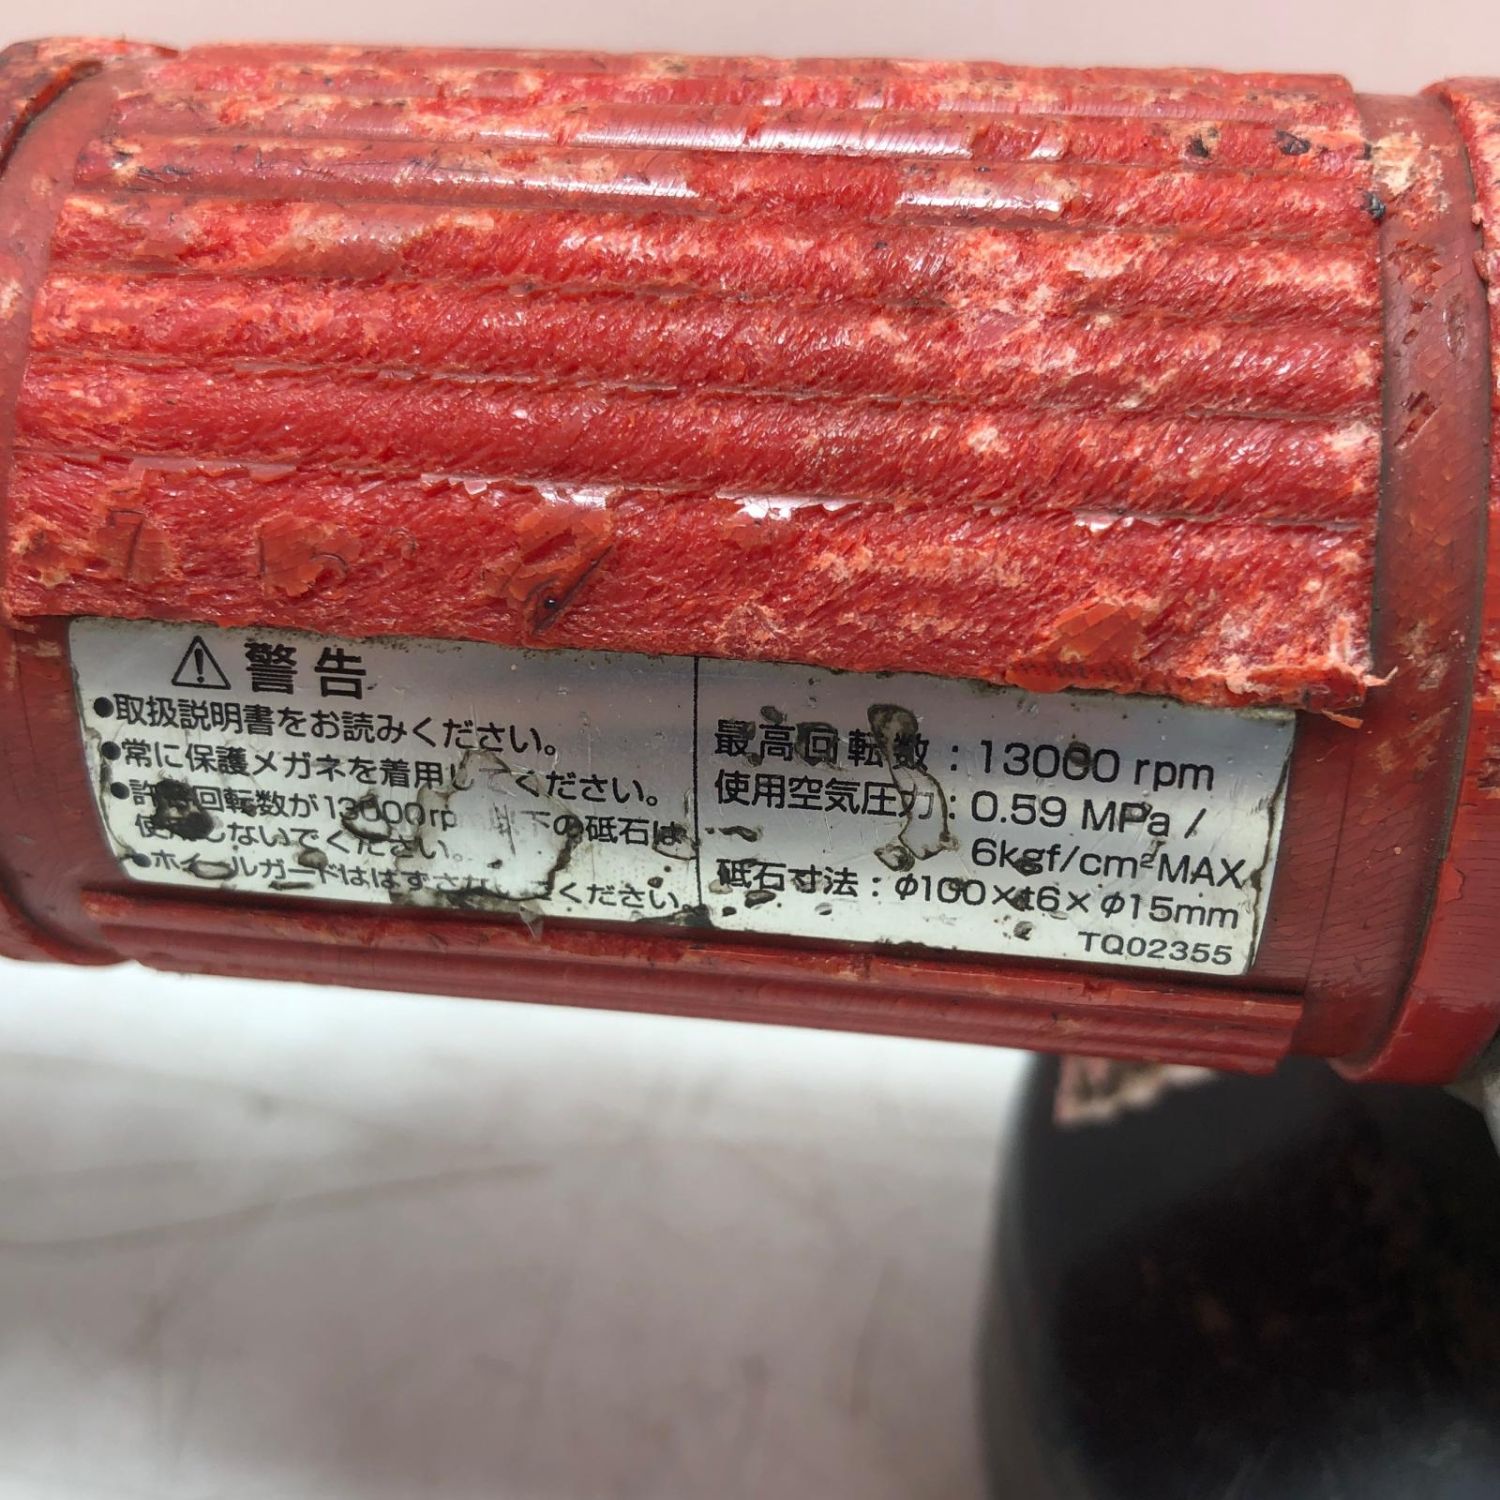 ⚠警告
●取扱説明書をお読みください。
●常に保護メガネを着用してください。
●許容回転数が13000rpm以下の砥石は
使用しないでください。
●ホイールガードははずさないでください。
最高回転数：13000 rpm
使用空気圧力：0.59 MPa /
6kgf/cm²MAX
砥石寸法：φ100×t6×φ15mm
TQ02355